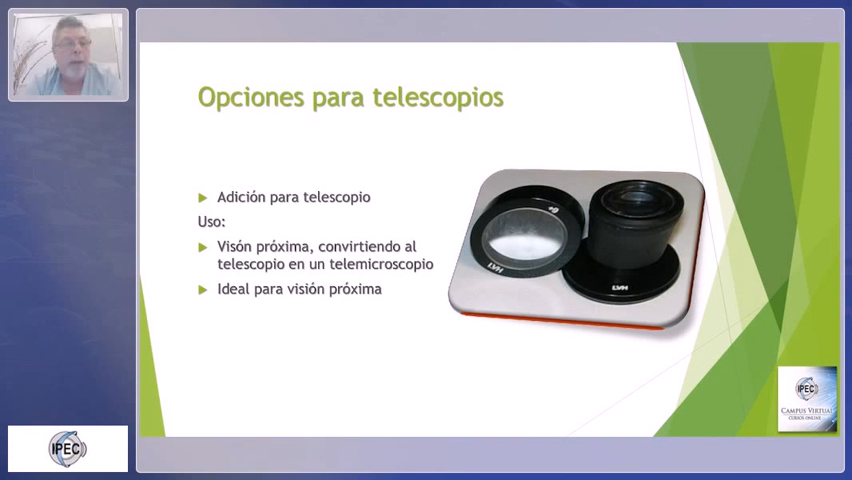 Opciones para telescopios
Adición para telescopio
Uso:
Visón próxima, convirtiendo al
telescopio en un telemicroscopio
Ideal para visión próxima
LVA
IPEC
CAMPUS VIRTUAL
CURSOS ONLINE
IPEC